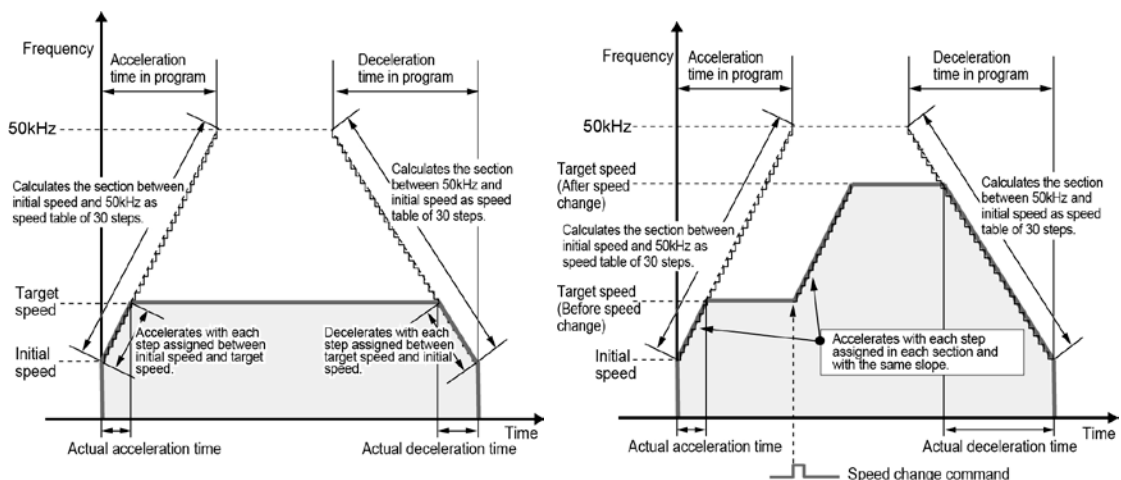 Frequency
Acceleration
time in program
Deceleration
time in program
50kHz
Calculates the section between
initial speed and 50kHz as
speed table of 30 steps.
Calculates the section
between 50kHz and
initial speed as speed
table of 30 steps.
Target
speed
Initial
speed
Accelerates with each
step assigned between
initial speed and target
speed.
Decelerates with each
step assigned between
target speed and initial
speed.
Time
Actual acceleration time
Actual deceleration time
Frequency
Acceleration
time in program
Deceleration
time in program
50kHz
Target speed
(After speed
change)
Calculates the section between
initial speed and 50kHz as
speed table of 30 steps.
Calculates the section
between 50kHz and
initial speed as speed
table of 30 steps.
Target speed
(Before speed
change)
Initial
speed
Accelerates with each step
assigned in each section and
with the same slope.
Time
Actual acceleration time
Actual deceleration time
Speed change command